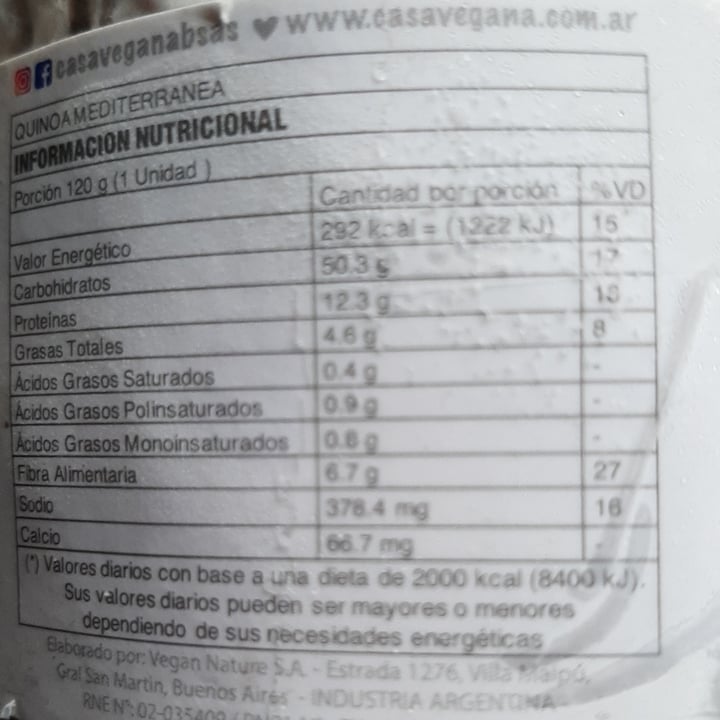 casaveganabsas ♥ www.casavegana.com.ar
QUINOA MEDITERRANEA
INFORMACION NUTRICIONAL
Porción 120 g (1 Unidad )
Cantidad por porción %VD
Valor Energético 292 kcal = (1222 kJ) 15
Carbohidratos 50.3 g 17
Proteínas 12.3 g
Grasas Totales 4.6 g 8
Ácidos Grasos Saturados 0.4 g -
Ácidos Grasos Polinsaturados 0.9 g -
Ácidos Grasos Monoinsaturados g -
Fibra Alimentaria 6.7 g 27
Sodio 378.4 mg 16
Calcio 66.7 mg -
(*) Valores diarios con base a una dieta de 2000 kcal (8400 kJ).
Sus valores diarios pueden ser mayores o menores
dependiendo de sus necesidades energéticas
Elaborado por: Vegan Nature S.A. - Estrada 1276, Villa Maipú,
Gral San Martin, Buenos Aires - INDUSTRIA ARGENTINA
RNE N°: 02-035409